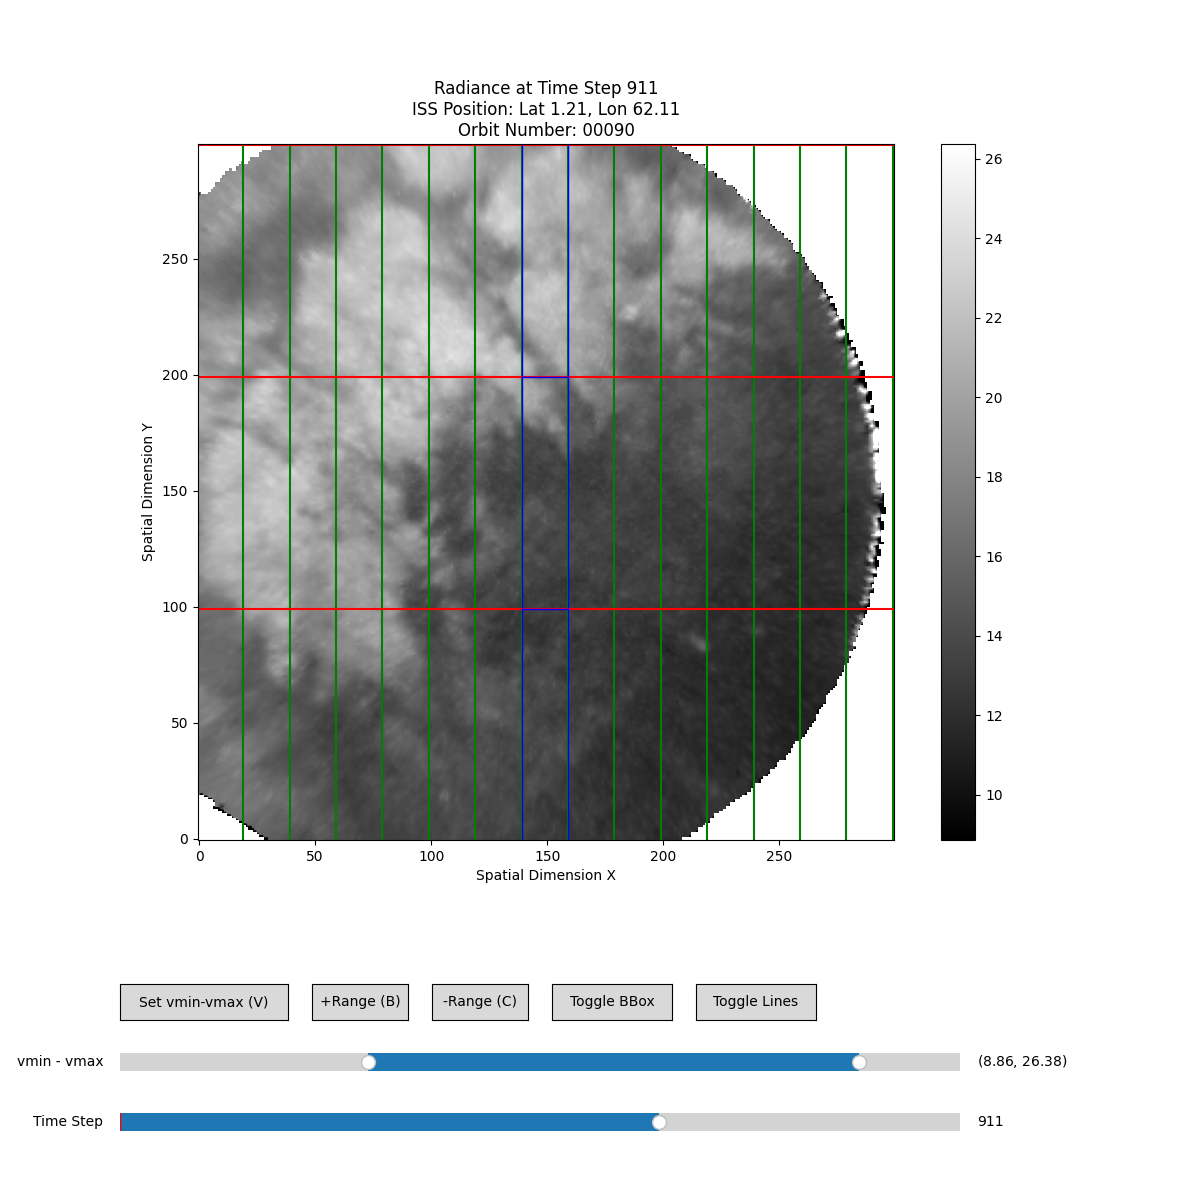 Radiance at Time Step 911
ISS Position: Lat 1.21, Lon 62.11
Orbit Number: 00090
Spatial Dimension Y
250
200
150
100
50
0
0 50 100 150 200 250
Spatial Dimension X
26
24
22
20
18
16
14
12
10
Set vmin-vmax (V) +Range (B) -Range (C) Toggle BBox Toggle Lines
vmin - vmax (8.86, 26.38)
Time Step 911